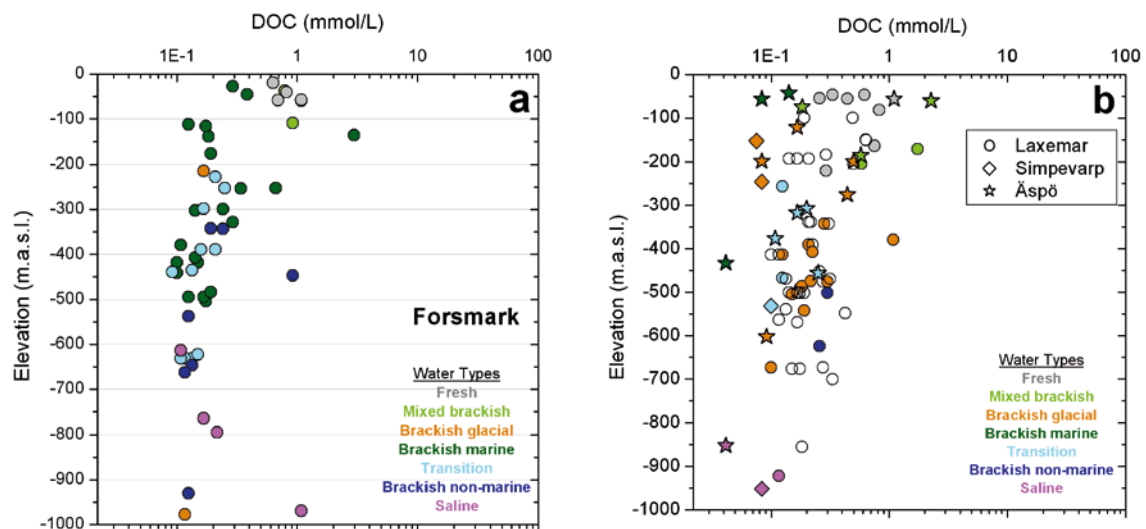 DOC (mmol/L)
1E-1 1 10 100
0
-100
-200
-300
-400
-500
-600
-700
-800
-900
-1000
Elevation (m.a.s.l.)
a
Forsmark
Water Types
Fresh
Mixed brackish
Brackish glacial
Brackish marine
Transition
Brackish non-marine
Saline
DOC (mmol/L)
1E-1 1 10 100
0
-100
-200
-300
-400
-500
-600
-700
-800
-900
-1000
Elevation (m.a.s.l.)
b
Laxemar
Simpevarp
Äspö
Water Types
Fresh
Mixed brackish
Brackish glacial
Brackish marine
Transition
Brackish non-marine
Saline